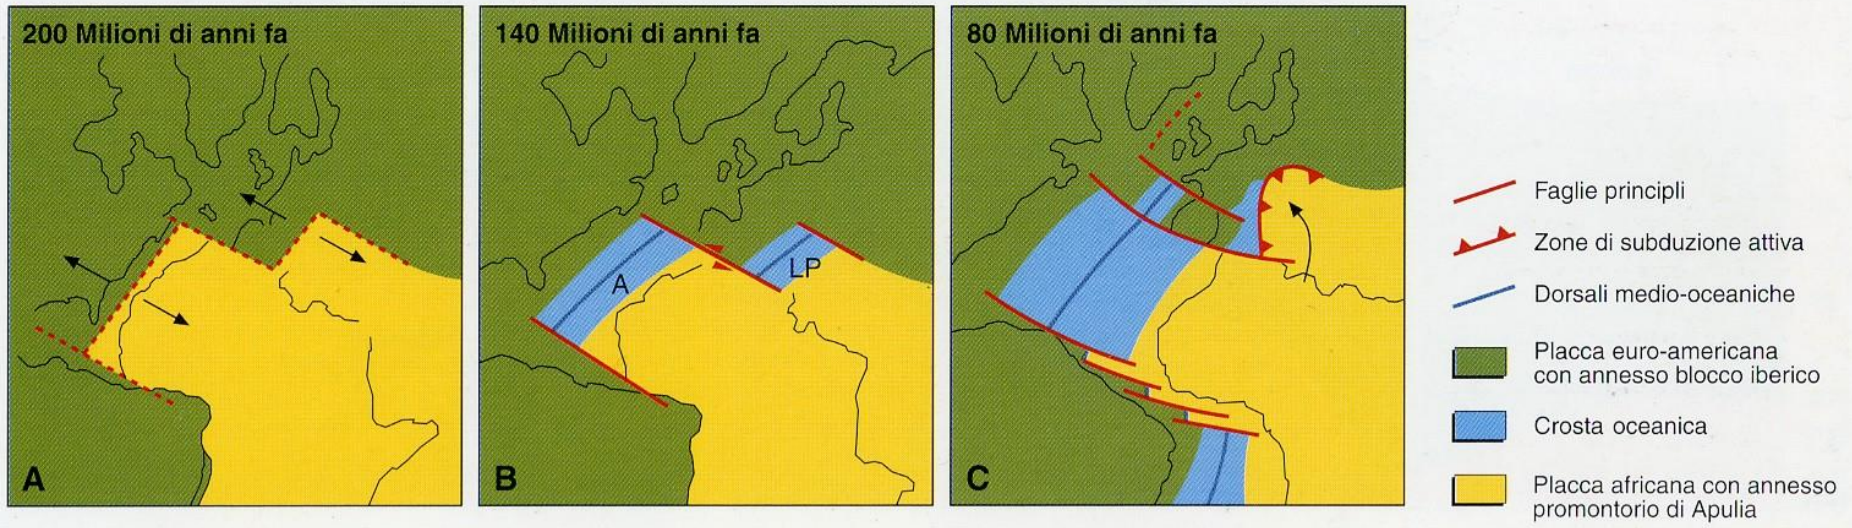 200 Milioni di anni fa
A
140 Milioni di anni fa
A
LP
B
80 Milioni di anni fa
C
Faglie principli
Zone di subduzione attiva
Dorsali medio-oceaniche
Placca euro-americana
con annesso blocco iberico
Crosta oceanica
Placca africana con annesso
promontorio di Apulia